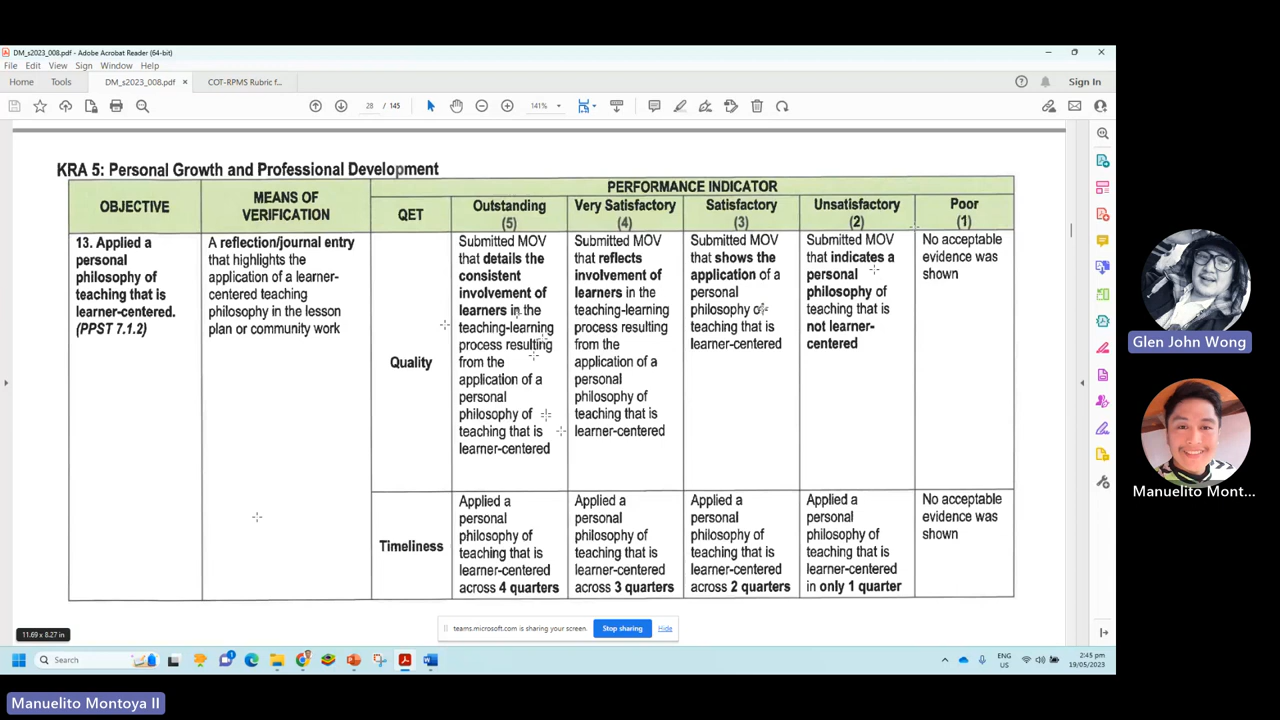 DM_s2023_008.pdf - Adobe Acrobat Reader (64-bit)
File Edit View Sign Window Help
Home Tools DM_s2023_008.pdf COT-RPMS Rubric f... Sign In
28 / 145 141%
KRA 5: Personal Growth and Professional Development
OBJECTIVE
MEANS OF
VERIFICATION
PERFORMANCE INDICATOR
QET
Outstanding
(5)
Very Satisfactory
(4)
Satisfactory
(3)
Unsatisfactory
(2)
Poor
(1)
13. Applied a
personal
philosophy of
teaching that is
learner-centered.
(PPST 7.1.2)
A reflection/journal entry
that highlights the
application of a learner-
centered teaching
philosophy in the lesson
plan or community work
Quality
Submitted MOV
that details the
consistent
involvement of
learners in the
teaching-learning
process resulting
from the
application of a
personal
philosophy of
teaching that is
learner-centered
Submitted MOV
that reflects
involvement of
learners in the
teaching-learning
process resulting
from the
application of a
personal
philosophy of
teaching that is
learner-centered
Submitted MOV
that shows the
application of a
personal
philosophy of
teaching that is
learner-centered
Submitted MOV
that indicates a
personal
philosophy of
teaching that is
not learner-
centered
No acceptable
evidence was
shown
Timeliness
Applied a
personal
philosophy of
teaching that is
learner-centered
across 4 quarters
Applied a
personal
philosophy of
teaching that is
learner-centered
across 3 quarters
Applied a
personal
philosophy of
teaching that is
learner-centered
across 2 quarters
Applied a
personal
philosophy of
teaching that is
learner-centered
in only 1 quarter
No acceptable
evidence was
shown
11.69 x 8.27 in
teams.microsoft.com is sharing your screen. Stop sharing Hide
Search
ENG
US
2:45 pm
19/05/2023
Glen John Wong
Manuelito Mont...
Manuelito Montoya II